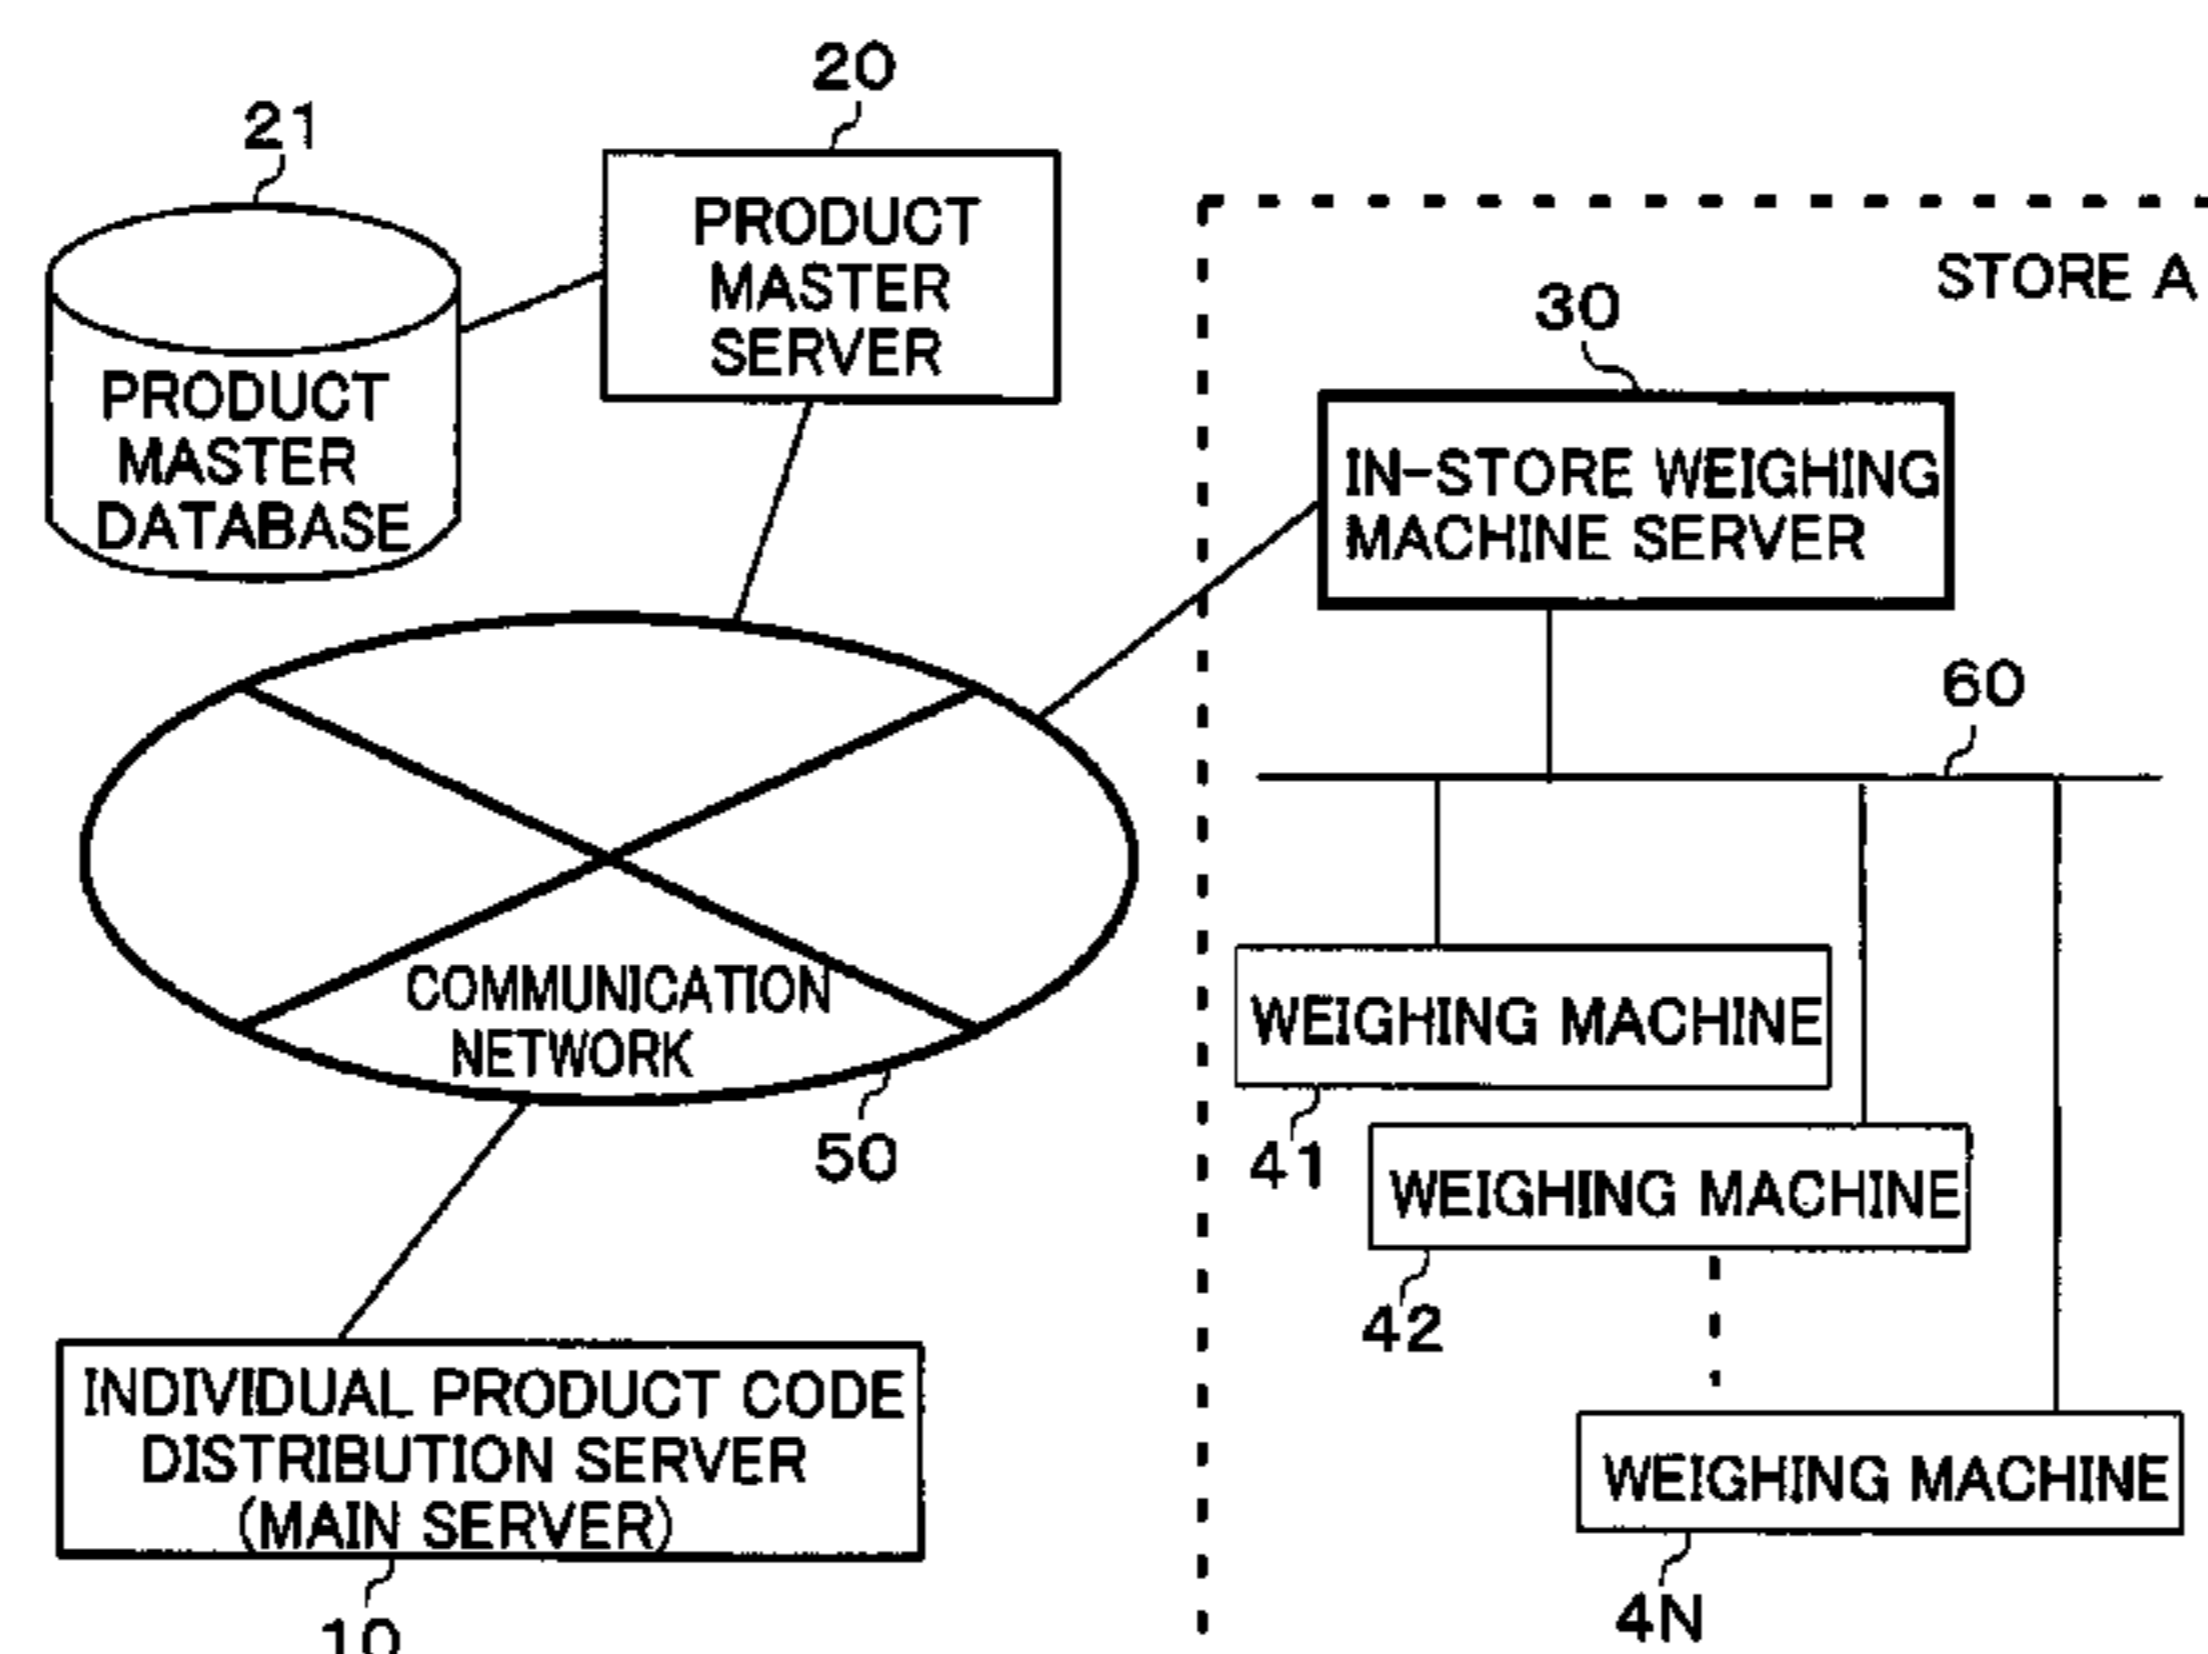 20
21
PRODUCT
MASTER
SERVER
STORE A
30
PRODUCT
MASTER
DATABASE
IN-STORE WEIGHING
MACHINE SERVER
60
COMMUNICATION
NETWORK
50
WEIGHING MACHINE
41
WEIGHING MACHINE
42
INDIVIDUAL PRODUCT CODE
DISTRIBUTION SERVER
(MAIN SERVER)
10
WEIGHING MACHINE
4N